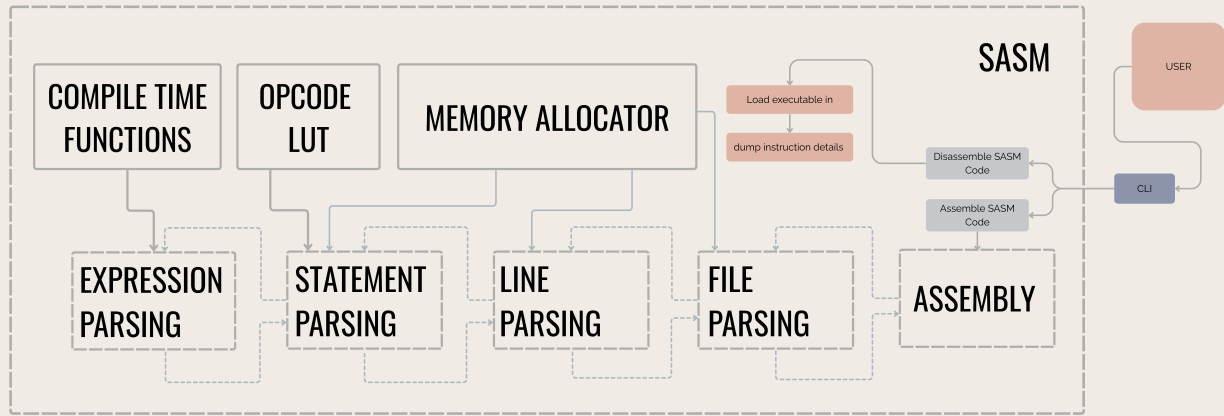 SASM
USER
COMPILE TIME
FUNCTIONS
OPCODE
LUT
MEMORY ALLOCATOR
Load executable in
dump instruction details
Disassemble SASM
Code
CLI
Assemble SASM
Code
EXPRESSION
PARSING
STATEMENT
PARSING
LINE
PARSING
FILE
PARSING
ASSEMBLY